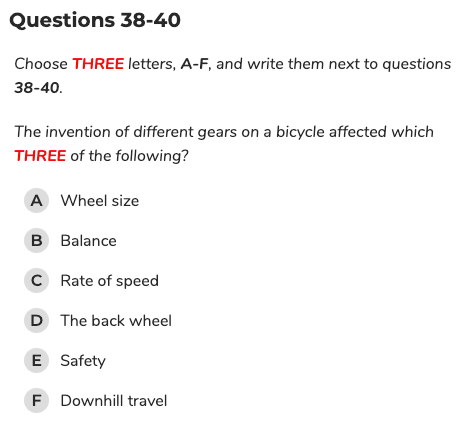 Questions 38-40
Choose THREE letters, A-F, and write them next to questions
38-40.
The invention of different gears on a bicycle affected which
THREE of the following?
A Wheel size
B Balance
C Rate of speed
D The back wheel
E Safety
F Downhill travel